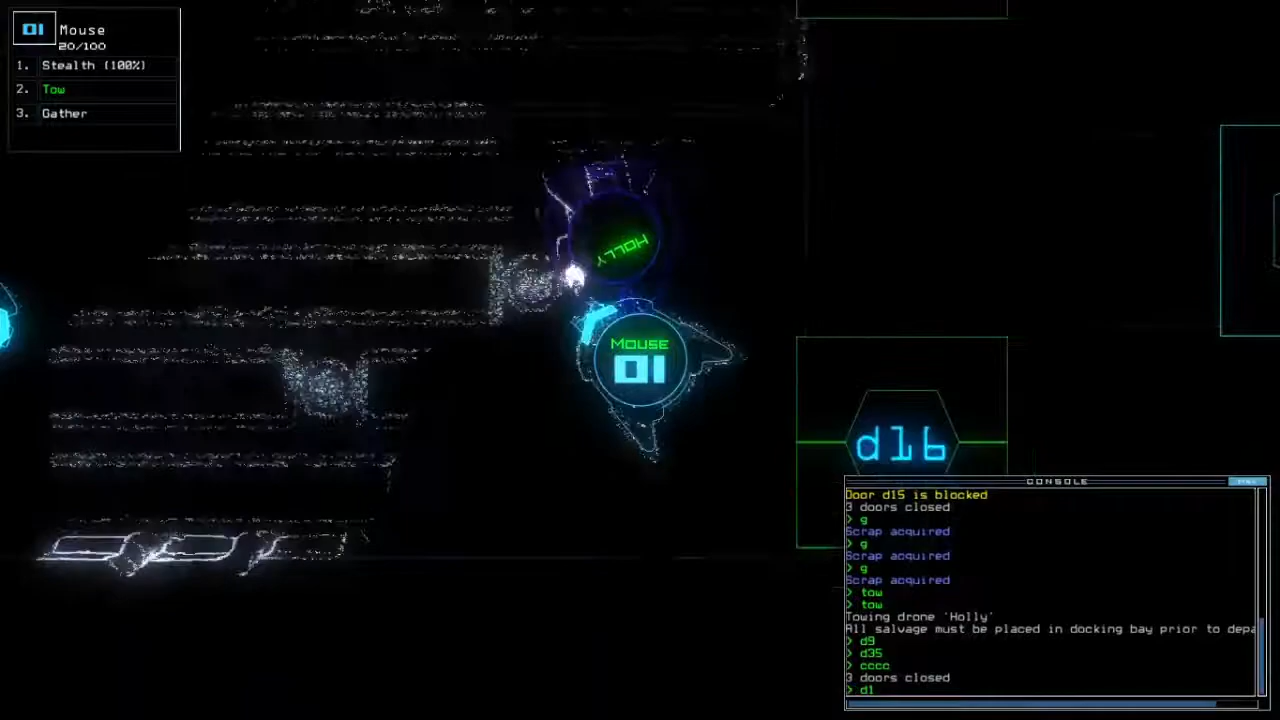 01 Mouse
20/100
1. Stealth (100%)
2. Tow
3. Gather
HOLLY
Mouse
01
d16
CONSOLE
Door d15 is blocked
3 doors closed
> g
Scrap acquired
> g
Scrap acquired
> g
Scrap acquired
> tow
> tow
Towing drone 'Holly'
All salvage must be placed in docking bay prior to depa
> d9
> d35
> cccc
3 doors closed
> d1